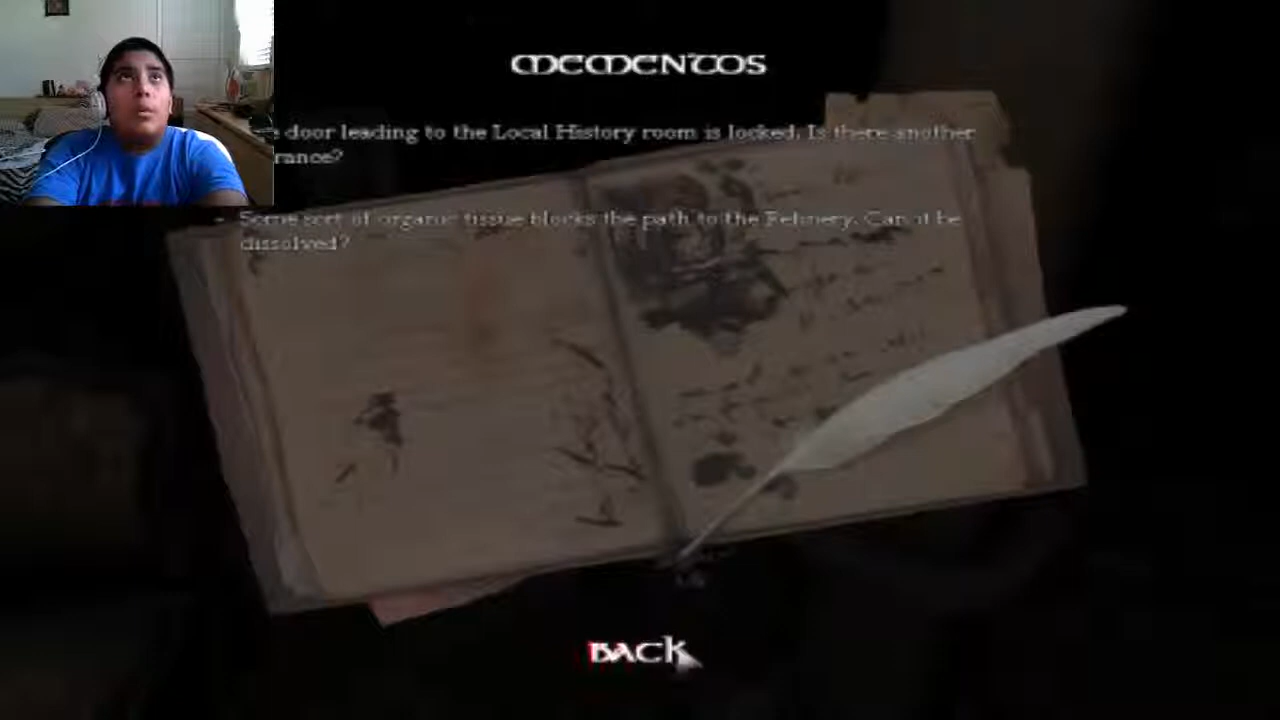 MEMENTOS
door leading to the Local History room is locked. Is there another
rance?
- Some sort of organic tissue blocks the path to the Refinery. Can it be
dissolved?
BACK